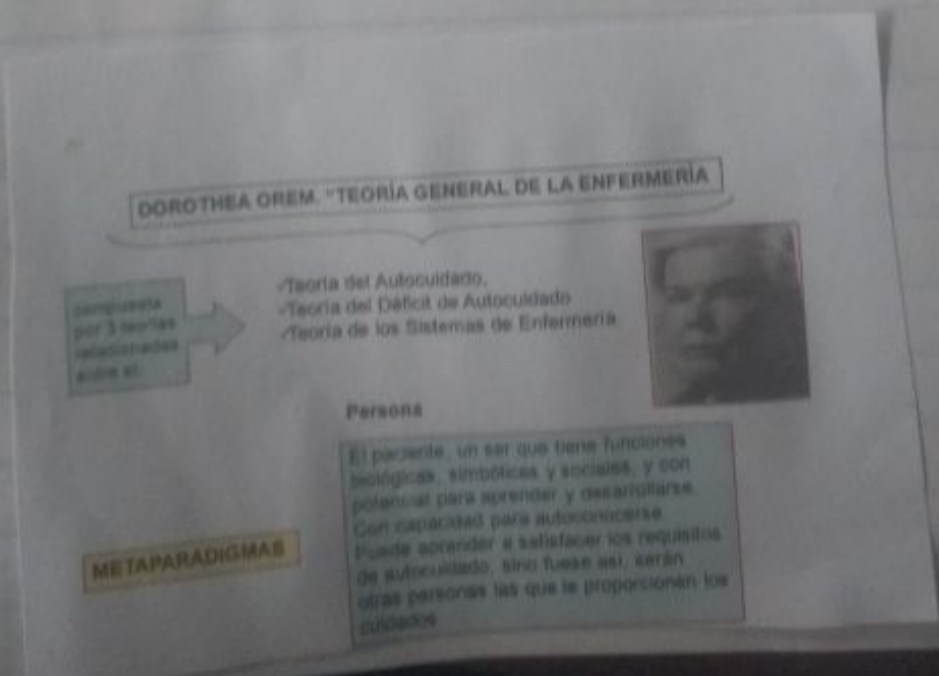 DOROTHEA OREM. "TEORÍA GENERAL DE LA ENFERMERÍA
compuesta
por 3 teorías
relacionadas
entre sí:
✓Teoría del Autocuidado,
✓Teoría del Déficit de Autocuidado
✓Teoría de los Sistemas de Enfermería
Persona
El paciente, un ser que tiene funciones
biológicas, simbólicas y sociales, y con
potencial para aprender y desarrollarse.
Con capacidad para autoconocerse.
Puede aprender a satisfacer los requisitos
de autocuidado, sino fuese así, serán
otras personas las que le proporcionen los
cuidados
METAPARADIGMAS